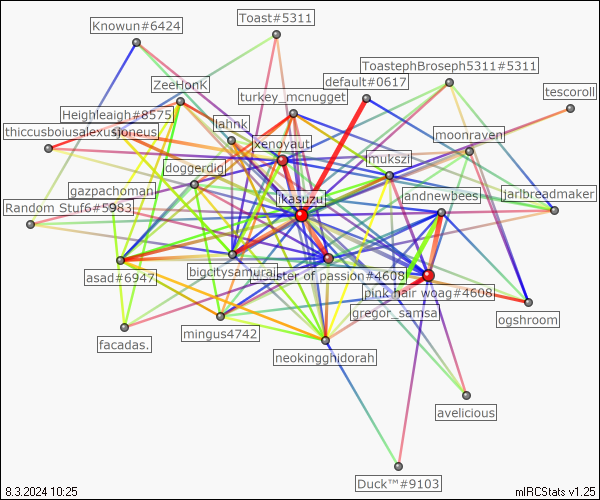 Toast#5311
Knowun#6424
ToastephBroseph5311#5311
default#0617
ZeeHonK
tescoroll
turkey_mcnugget
Heighleaigh#8575
lahnk
thiccusboiusalexusjoneus
moonraven
xenoyaut
mukszi
doggerdig
gazpachoman
ikasuzu
jandnewbees
jarlbreadmaker
Random Stuf6#5983
asad#6947
bigcitysamurai
duster of passion#4608
pink hair woag#4608
gregor_samsa
ogshroom
mingus4742
facadas.
neokingghidorah
avelicious
Duck™#9103
8.3.2024 10:25
mIRCStats v1.25